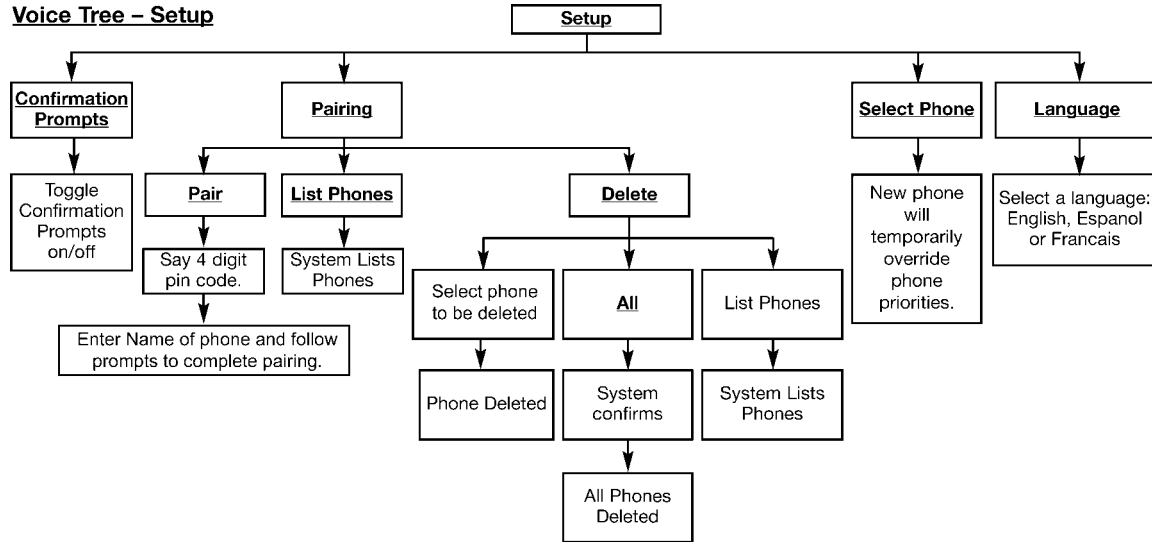 Voice Tree – Setup
Setup
Confirmation
Prompts
Pairing
Select Phone
Language
Toggle
Confirmation
Prompts
on/off
Pair
List Phones
Delete
New phone
will
temporarily
override
phone
priorities.
Select a language:
English, Espanol
or Francais
Say 4 digit
pin code.
System Lists
Phones
Select phone
to be deleted
All
List Phones
Enter Name of phone and follow
prompts to complete pairing.
Phone Deleted
System
confirms
System Lists
Phones
All Phones
Deleted